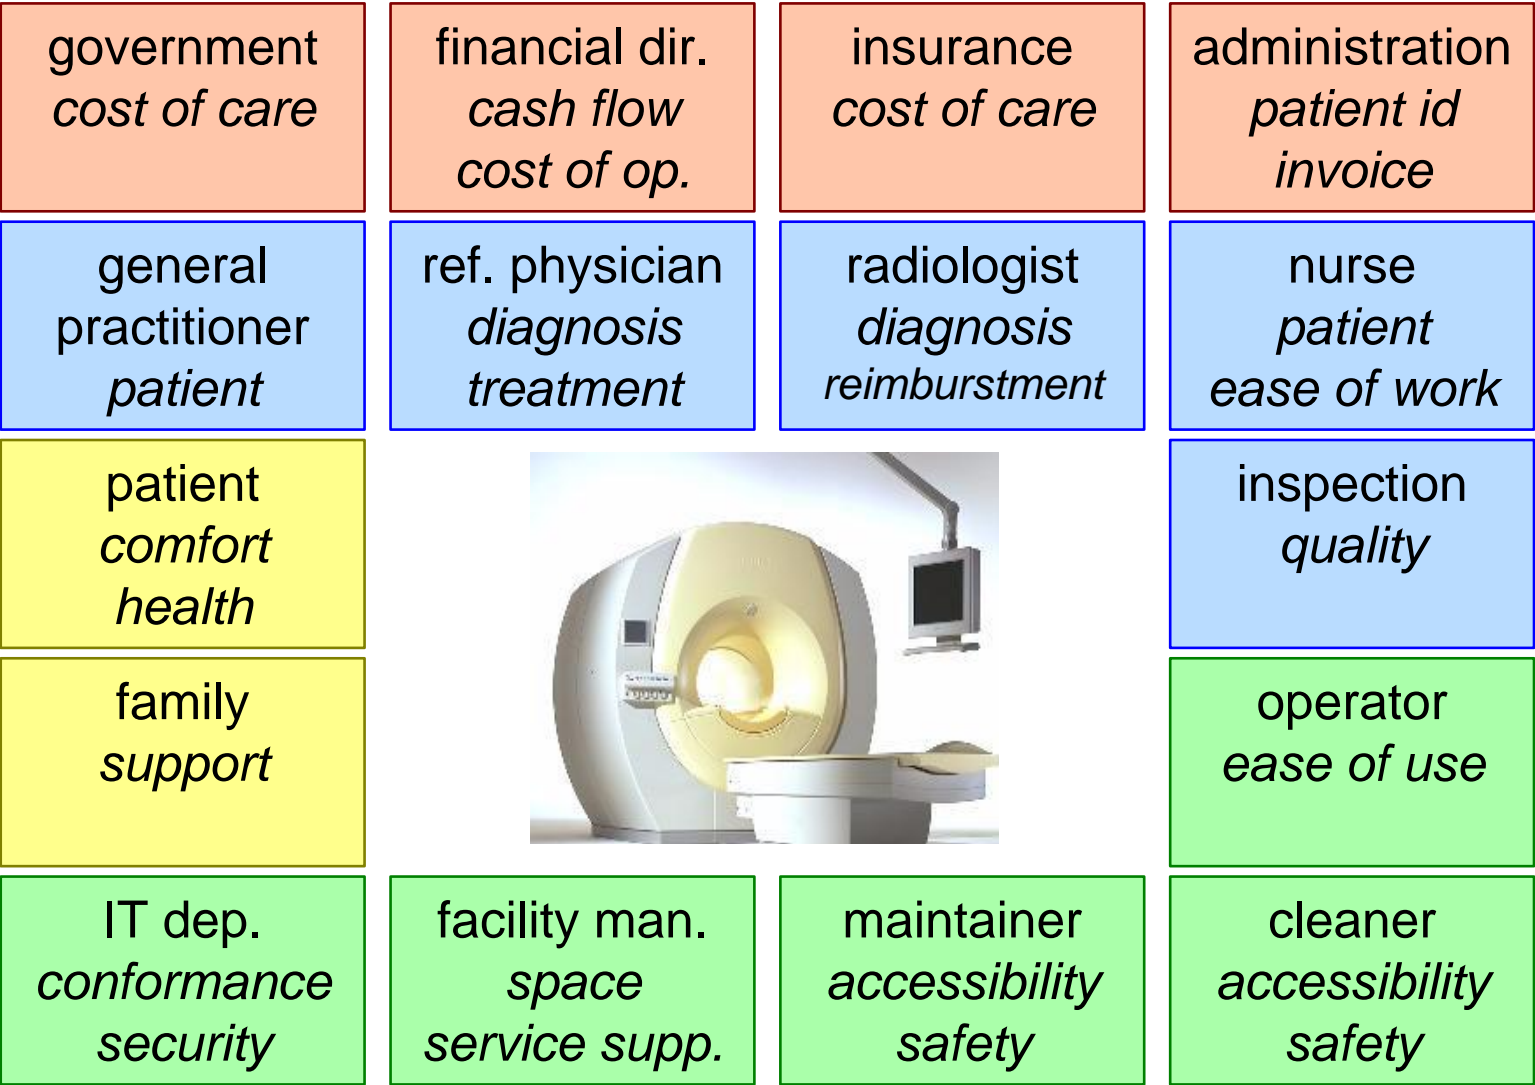 government
cost of care
financial dir.
cash flow
cost of op.
insurance
cost of care
administration
patient id
invoice
general
practitioner
patient
ref. physician
diagnosis
treatment
radiologist
diagnosis
reimburstment
nurse
patient
ease of work
patient
comfort
health
inspection
quality
family
support
operator
ease of use
IT dep.
conformance
security
facility man.
space
service supp.
maintainer
accessibility
safety
cleaner
accessibility
safety